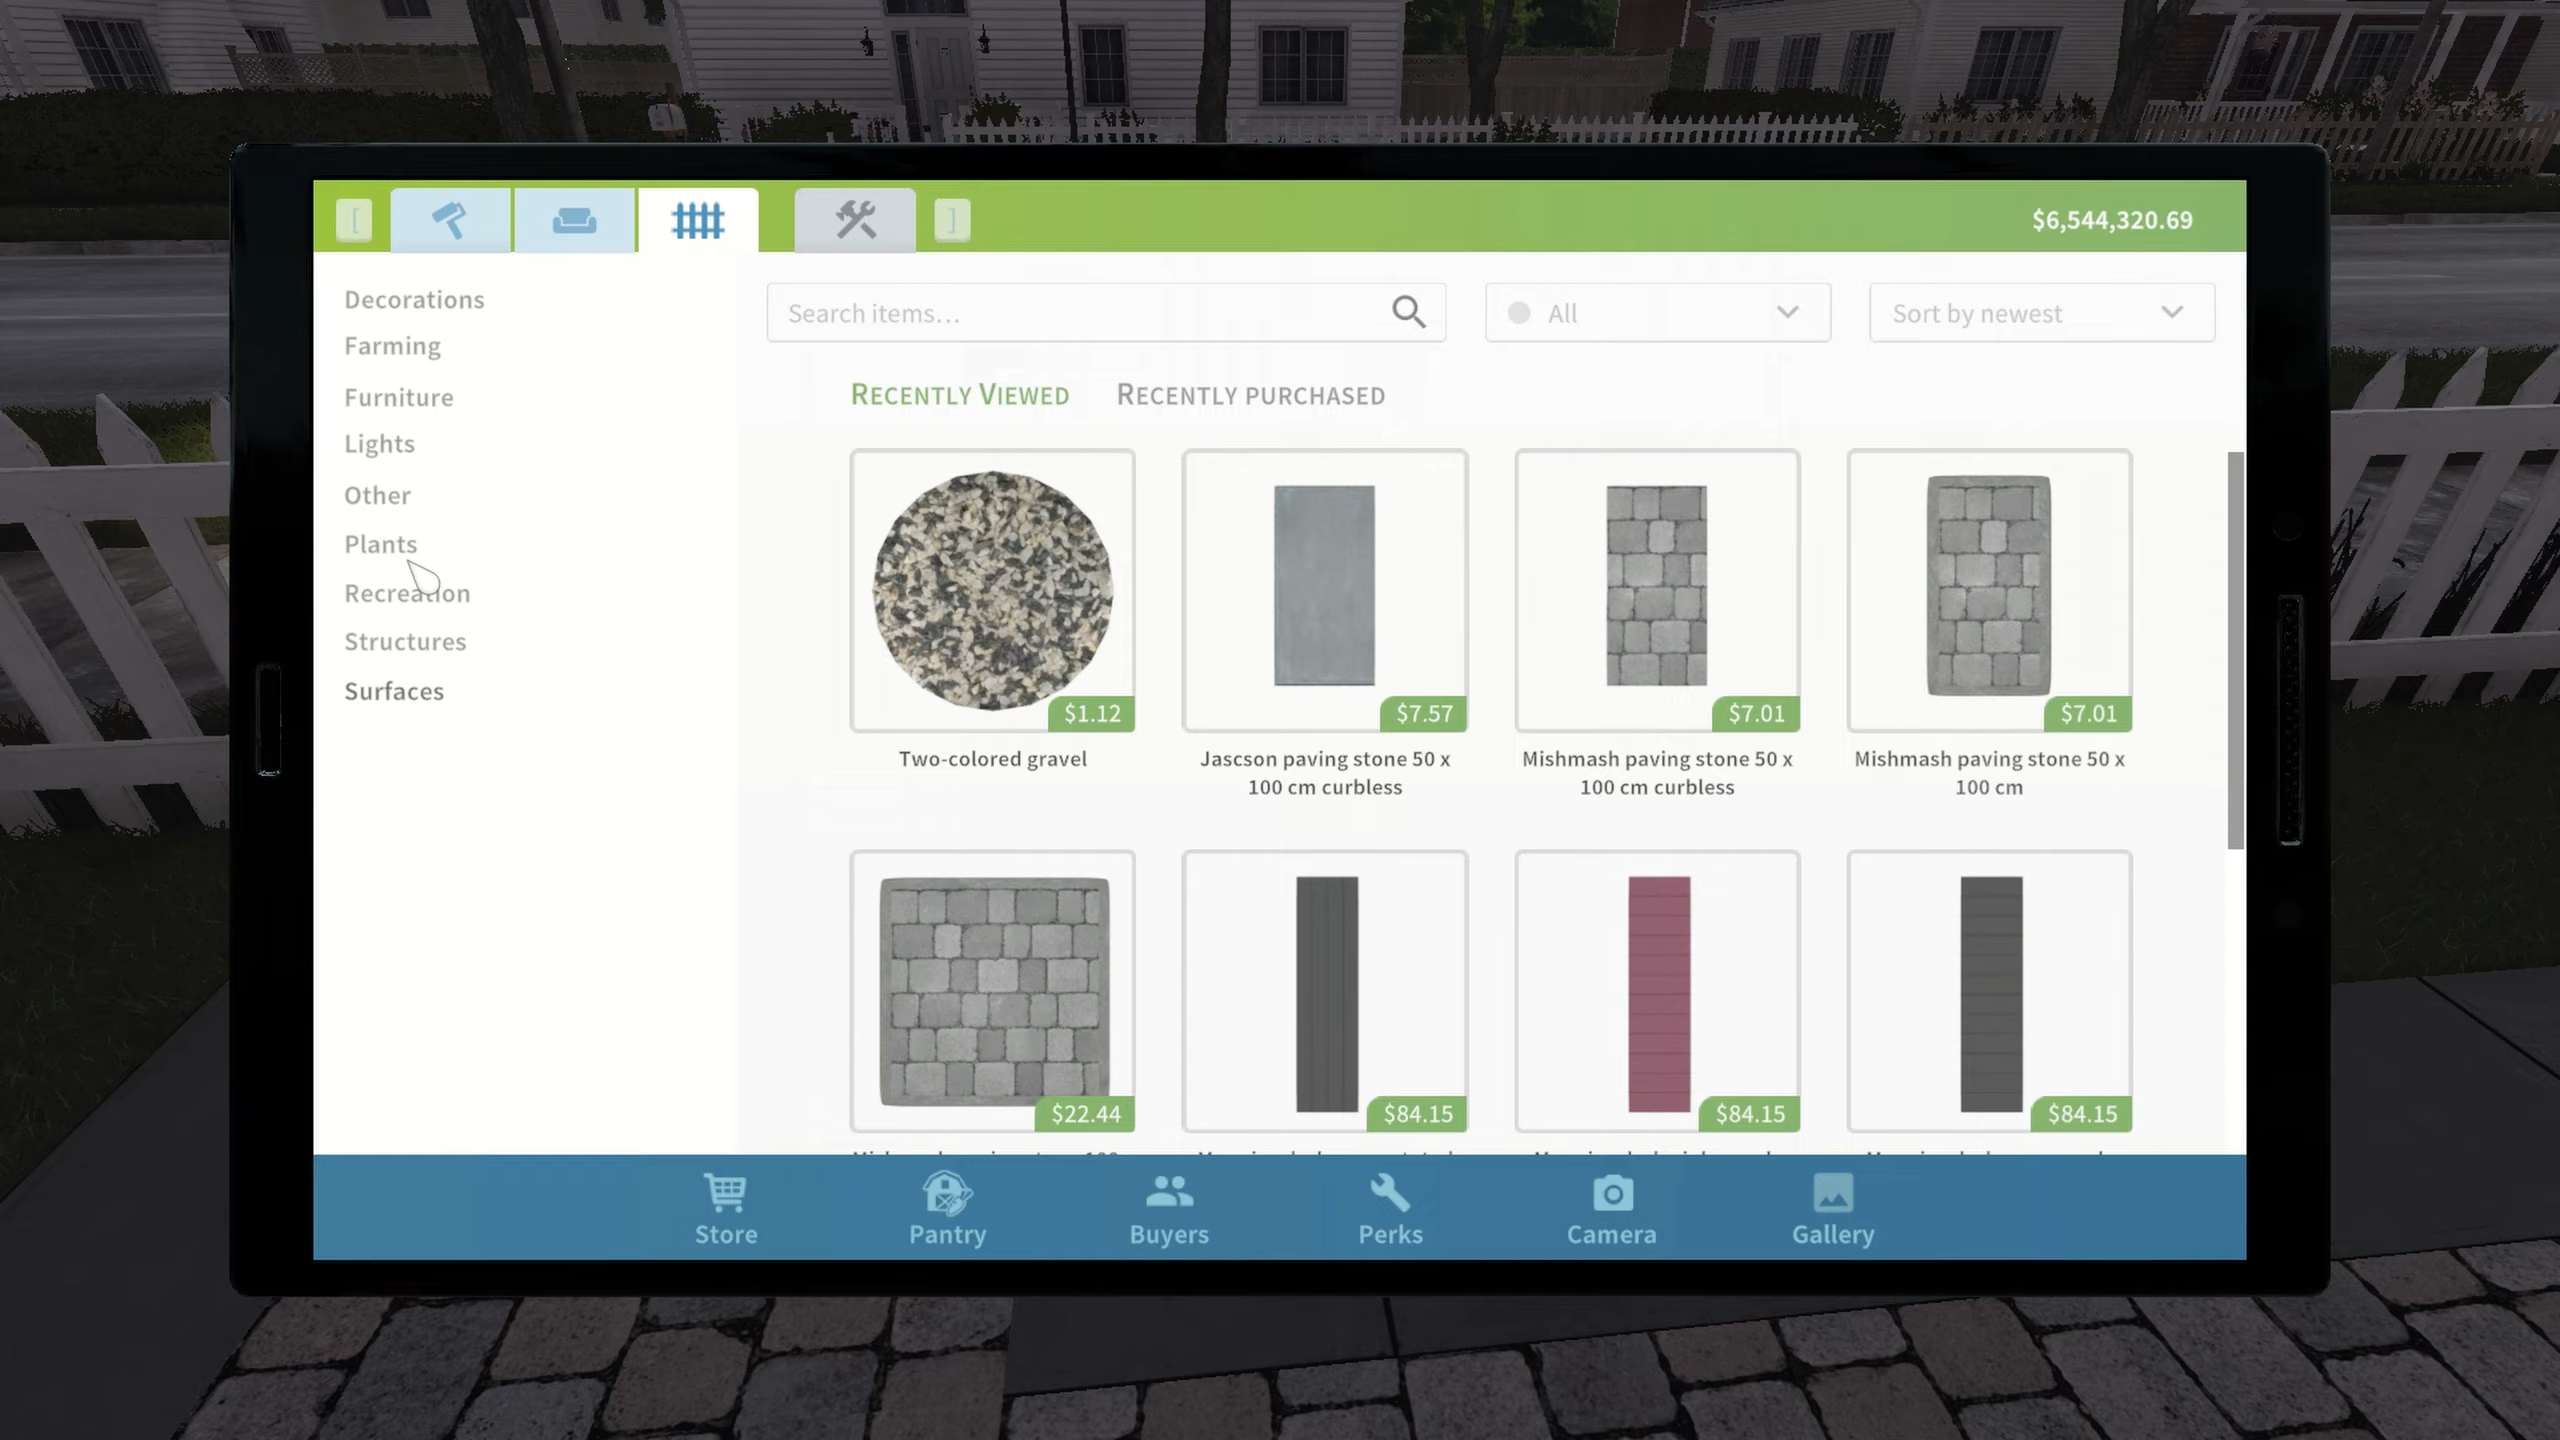 [
]
$6,544,320.69
Decorations
Farming
Furniture
Lights
Other
Plants
Recreation
Structures
Surfaces
Search items...
All
Sort by newest
RECENTLY VIEWED
RECENTLY PURCHASED
$1.12
$7.57
$7.01
$7.01
Two-colored gravel
Jascson paving stone 50 x
100 cm curbless
Mishmash paving stone 50 x
100 cm curbless
Mishmash paving stone 50 x
100 cm
$22.44
$84.15
$84.15
$84.15
Store
Pantry
Buyers
Perks
Camera
Gallery